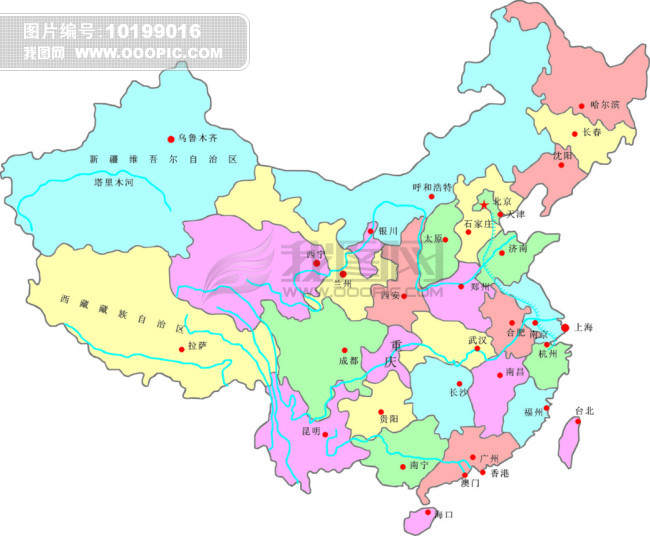 图片编号:10199016
我图网 WWW.OOOPIC.COM
哈尔滨
长春
乌鲁木齐
沈阳
新疆维吾尔自治区
塔里木河
呼和浩特
北京
天津
银川
石家庄
太原
济南
西宁
我图网
WWW.OOOPIC.COM
兰州
郑州
西安
西藏藏族自治区
合肥
南京
上海
重庆
武汉
拉萨
成都
杭州
南昌
长沙
福州
台北
贵阳
昆明
广州
南宁
香港
澳门
海口